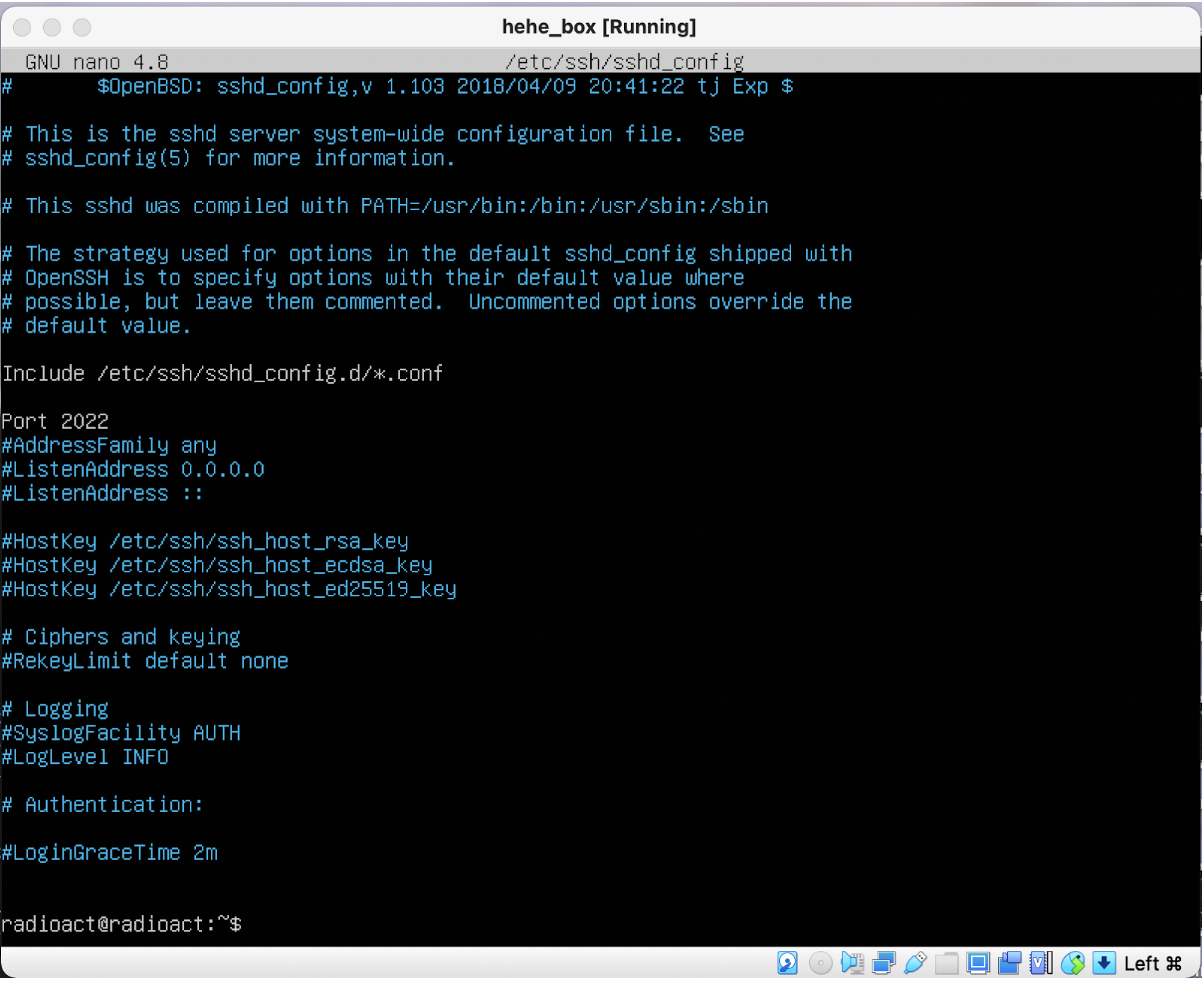 hehe_box [Running]
GNU nano 4.8 /etc/ssh/sshd_config
# $OpenBSD: sshd_config,v 1.103 2018/04/09 20:41:22 tj Exp $
# This is the sshd server system-wide configuration file. See
# sshd_config(5) for more information.
# This sshd was compiled with PATH=/usr/bin:/bin:/usr/sbin:/sbin
# The strategy used for options in the default sshd_config shipped with
# OpenSSH is to specify options with their default value where
# possible, but leave them commented. Uncommented options override the
# default value.
Include /etc/ssh/sshd_config.d/*.conf
Port 2022
#AddressFamily any
#ListenAddress 0.0.0.0
#ListenAddress ::
#HostKey /etc/ssh/ssh_host_rsa_key
#HostKey /etc/ssh/ssh_host_ecdsa_key
#HostKey /etc/ssh/ssh_host_ed25519_key
# Ciphers and keying
#RekeyLimit default none
# Logging
#SyslogFacility AUTH
#LogLevel INFO
# Authentication:
#LoginGraceTime 2m
radioact@radioact:~$
Left ⌘